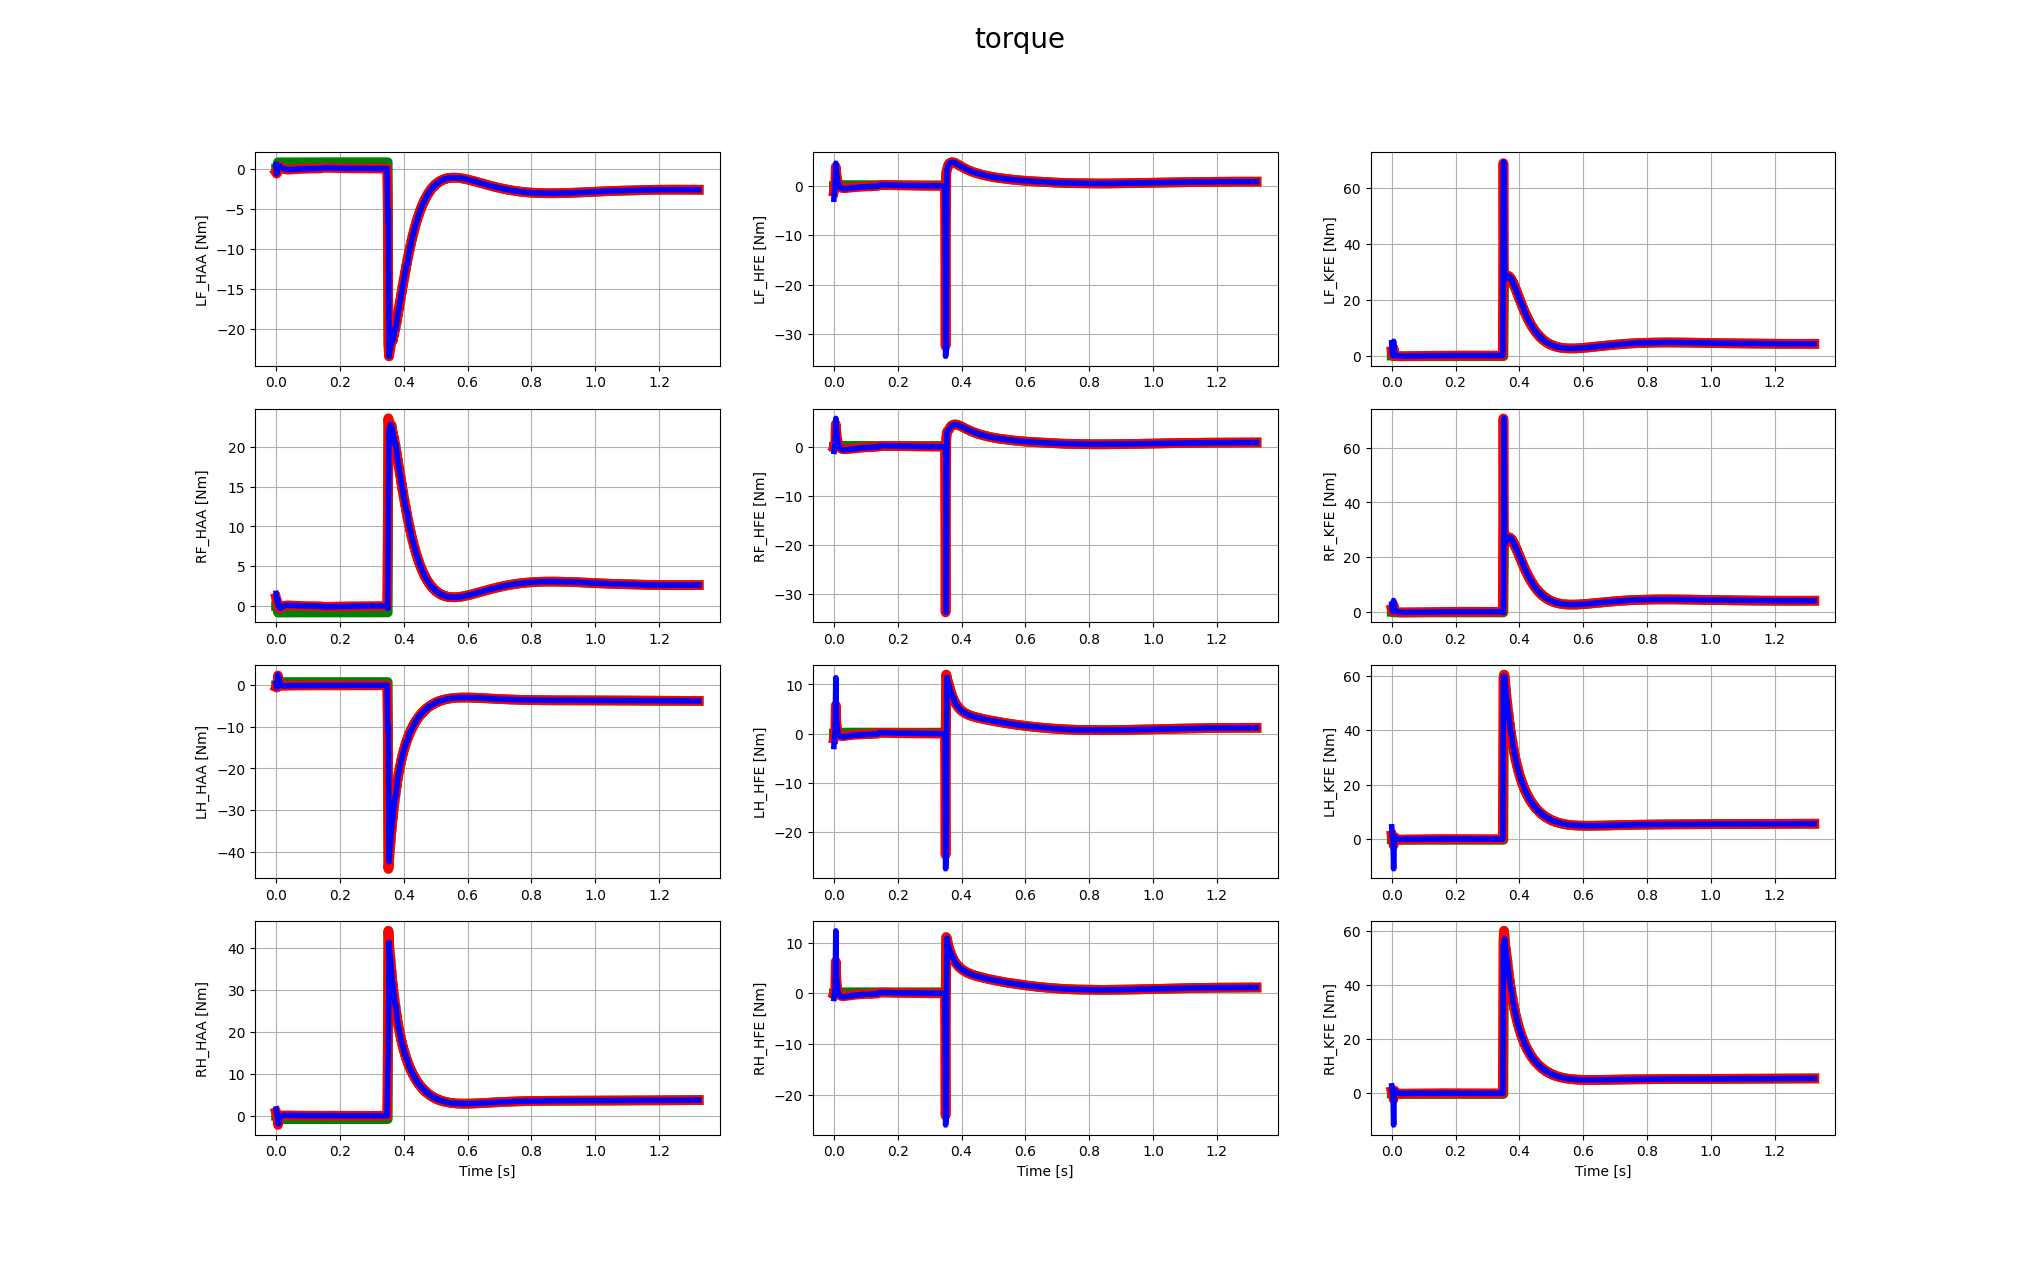 torque
LF_HAA [Nm]
0
−5
−10
−15
−20
0.0 0.2 0.4 0.6 0.8 1.0 1.2
LF_HFE [Nm]
0
−10
−20
−30
0.0 0.2 0.4 0.6 0.8 1.0 1.2
LF_KFE [Nm]
60
40
20
0
0.0 0.2 0.4 0.6 0.8 1.0 1.2
RF_HAA [Nm]
20
15
10
5
0
0.0 0.2 0.4 0.6 0.8 1.0 1.2
RF_HFE [Nm]
0
−10
−20
−30
0.0 0.2 0.4 0.6 0.8 1.0 1.2
RF_KFE [Nm]
60
40
20
0
0.0 0.2 0.4 0.6 0.8 1.0 1.2
LH_HAA [Nm]
0
−10
−20
−30
−40
0.0 0.2 0.4 0.6 0.8 1.0 1.2
LH_HFE [Nm]
10
0
−10
−20
0.0 0.2 0.4 0.6 0.8 1.0 1.2
LH_KFE [Nm]
60
40
20
0
0.0 0.2 0.4 0.6 0.8 1.0 1.2
RH_HAA [Nm]
40
30
20
10
0
0.0 0.2 0.4 0.6 0.8 1.0 1.2
Time [s]
RH_HFE [Nm]
10
0
−10
−20
0.0 0.2 0.4 0.6 0.8 1.0 1.2
Time [s]
RH_KFE [Nm]
60
40
20
0
0.0 0.2 0.4 0.6 0.8 1.0 1.2
Time [s]